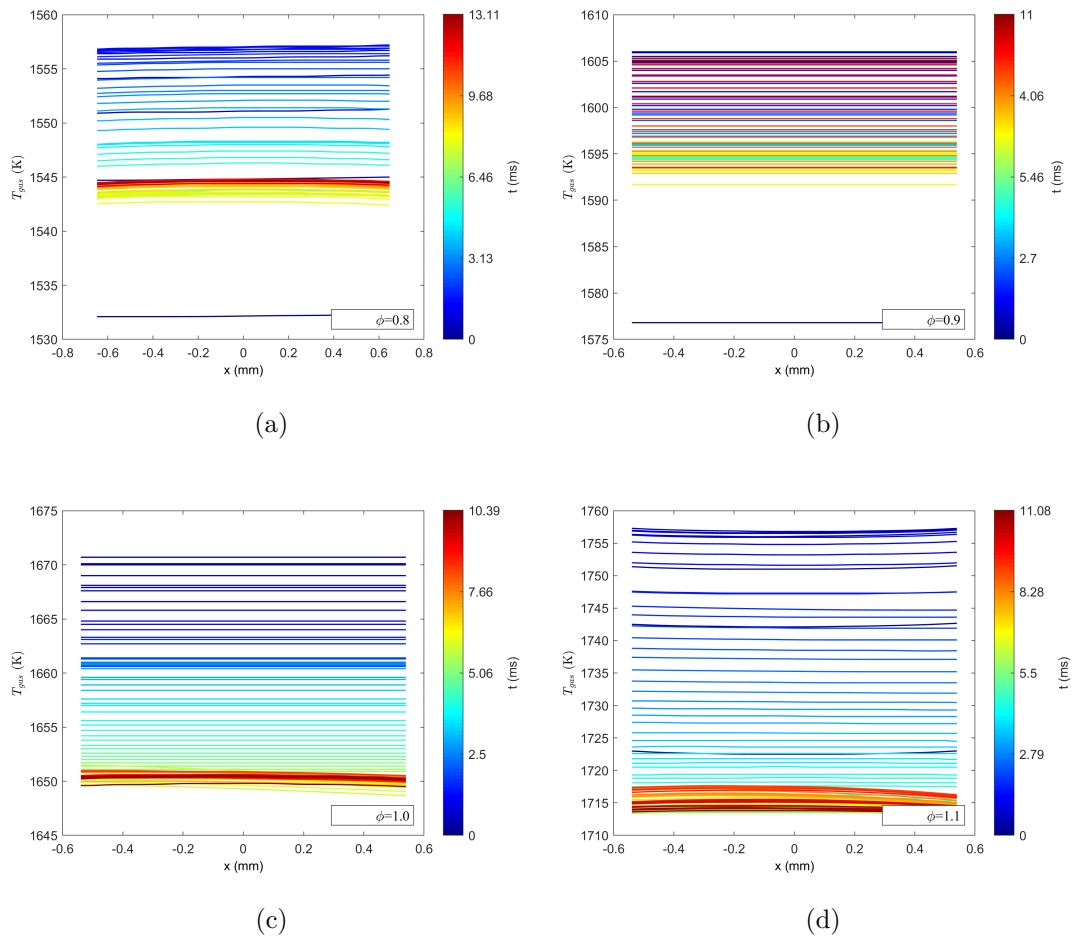 1560
1555
1550
1545
1540
1535
1530
T_gas (K)
-0.8 -0.6 -0.4 -0.2 0 0.2 0.4 0.6 0.8
x (mm)
ϕ=0.8
13.11
9.68
6.46
3.13
0
t (ms)
(a)
1610
1605
1600
1595
1590
1585
1580
1575
T_gas (K)
-0.6 -0.4 -0.2 0 0.2 0.4 0.6
x (mm)
ϕ=0.9
11
4.06
5.46
2.7
0
t (ms)
(b)
1675
1670
1665
1660
1655
1650
1645
T_gas (K)
-0.6 -0.4 -0.2 0 0.2 0.4 0.6
x (mm)
ϕ=1.0
10.39
7.66
5.06
2.5
0
t (ms)
(c)
1760
1755
1750
1745
1740
1735
1730
1725
1720
1715
1710
T_gas (K)
-0.6 -0.4 -0.2 0 0.2 0.4 0.6
x (mm)
ϕ=1.1
11.08
8.28
5.5
2.79
0
t (ms)
(d)